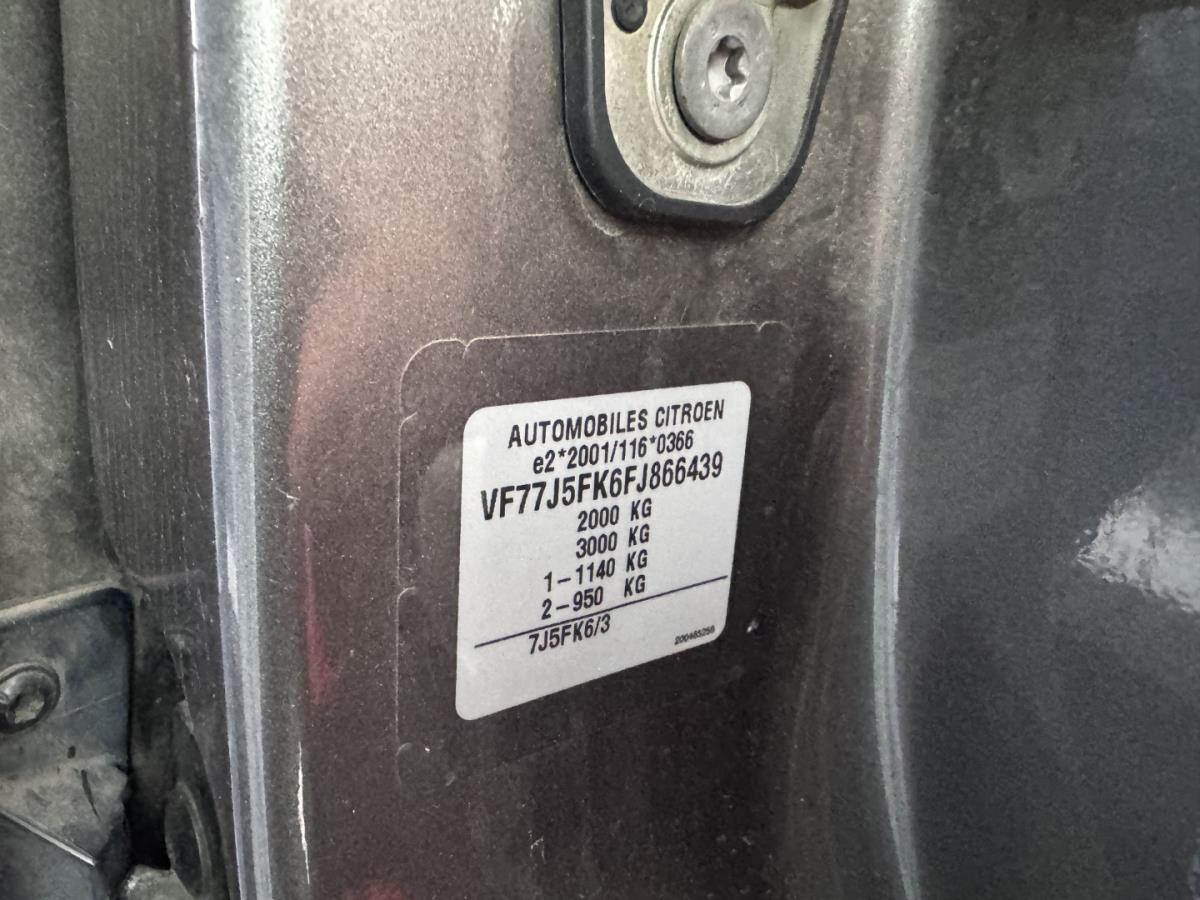 AUTOMOBILES CITROEN
e2*2001/116*0366
VF77J5FK6FJ866439
2000 KG
3000 KG
1-1140 KG
2-950 KG
7J5FK6/3
200465256